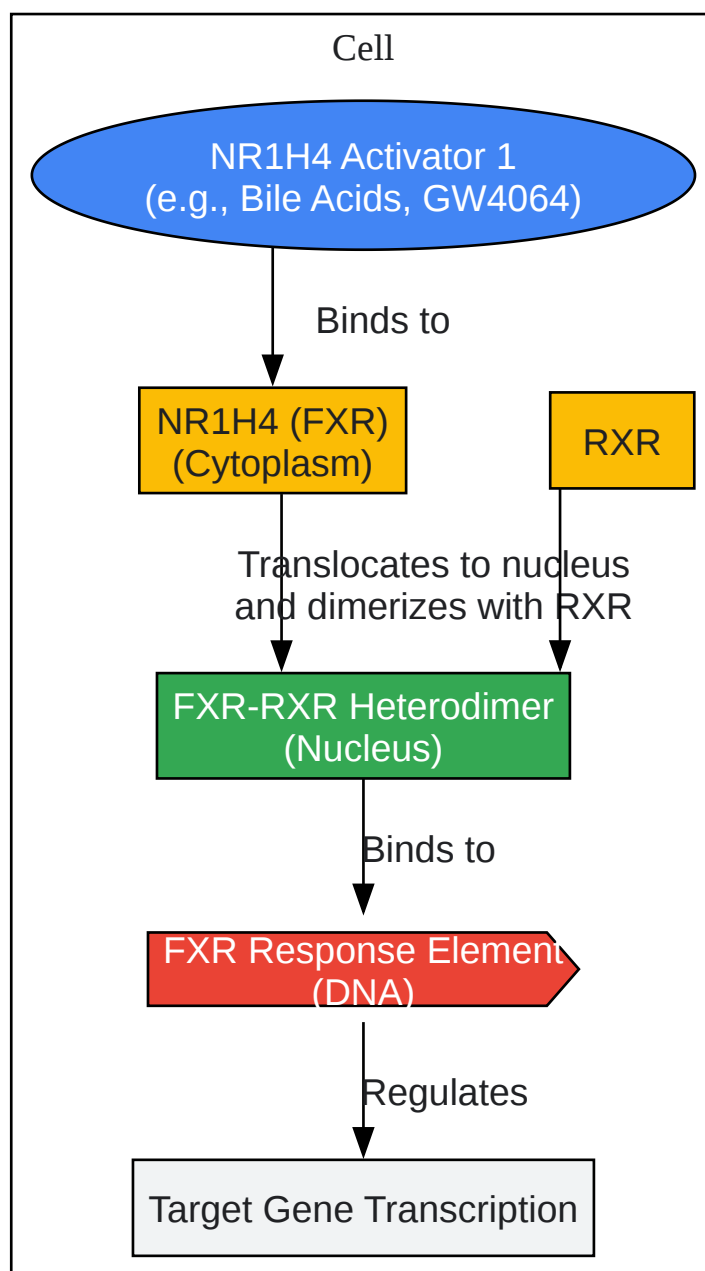 Cell
NR1H4 Activator 1
(e.g., Bile Acids, GW4064)
Binds to
NR1H4 (FXR)
(Cytoplasm)
RXR
Translocates to nucleus
and dimerizes with RXR
FXR-RXR Heterodimer
(Nucleus)
Binds to
FXR Response Element
(DNA)
Regulates
Target Gene Transcription